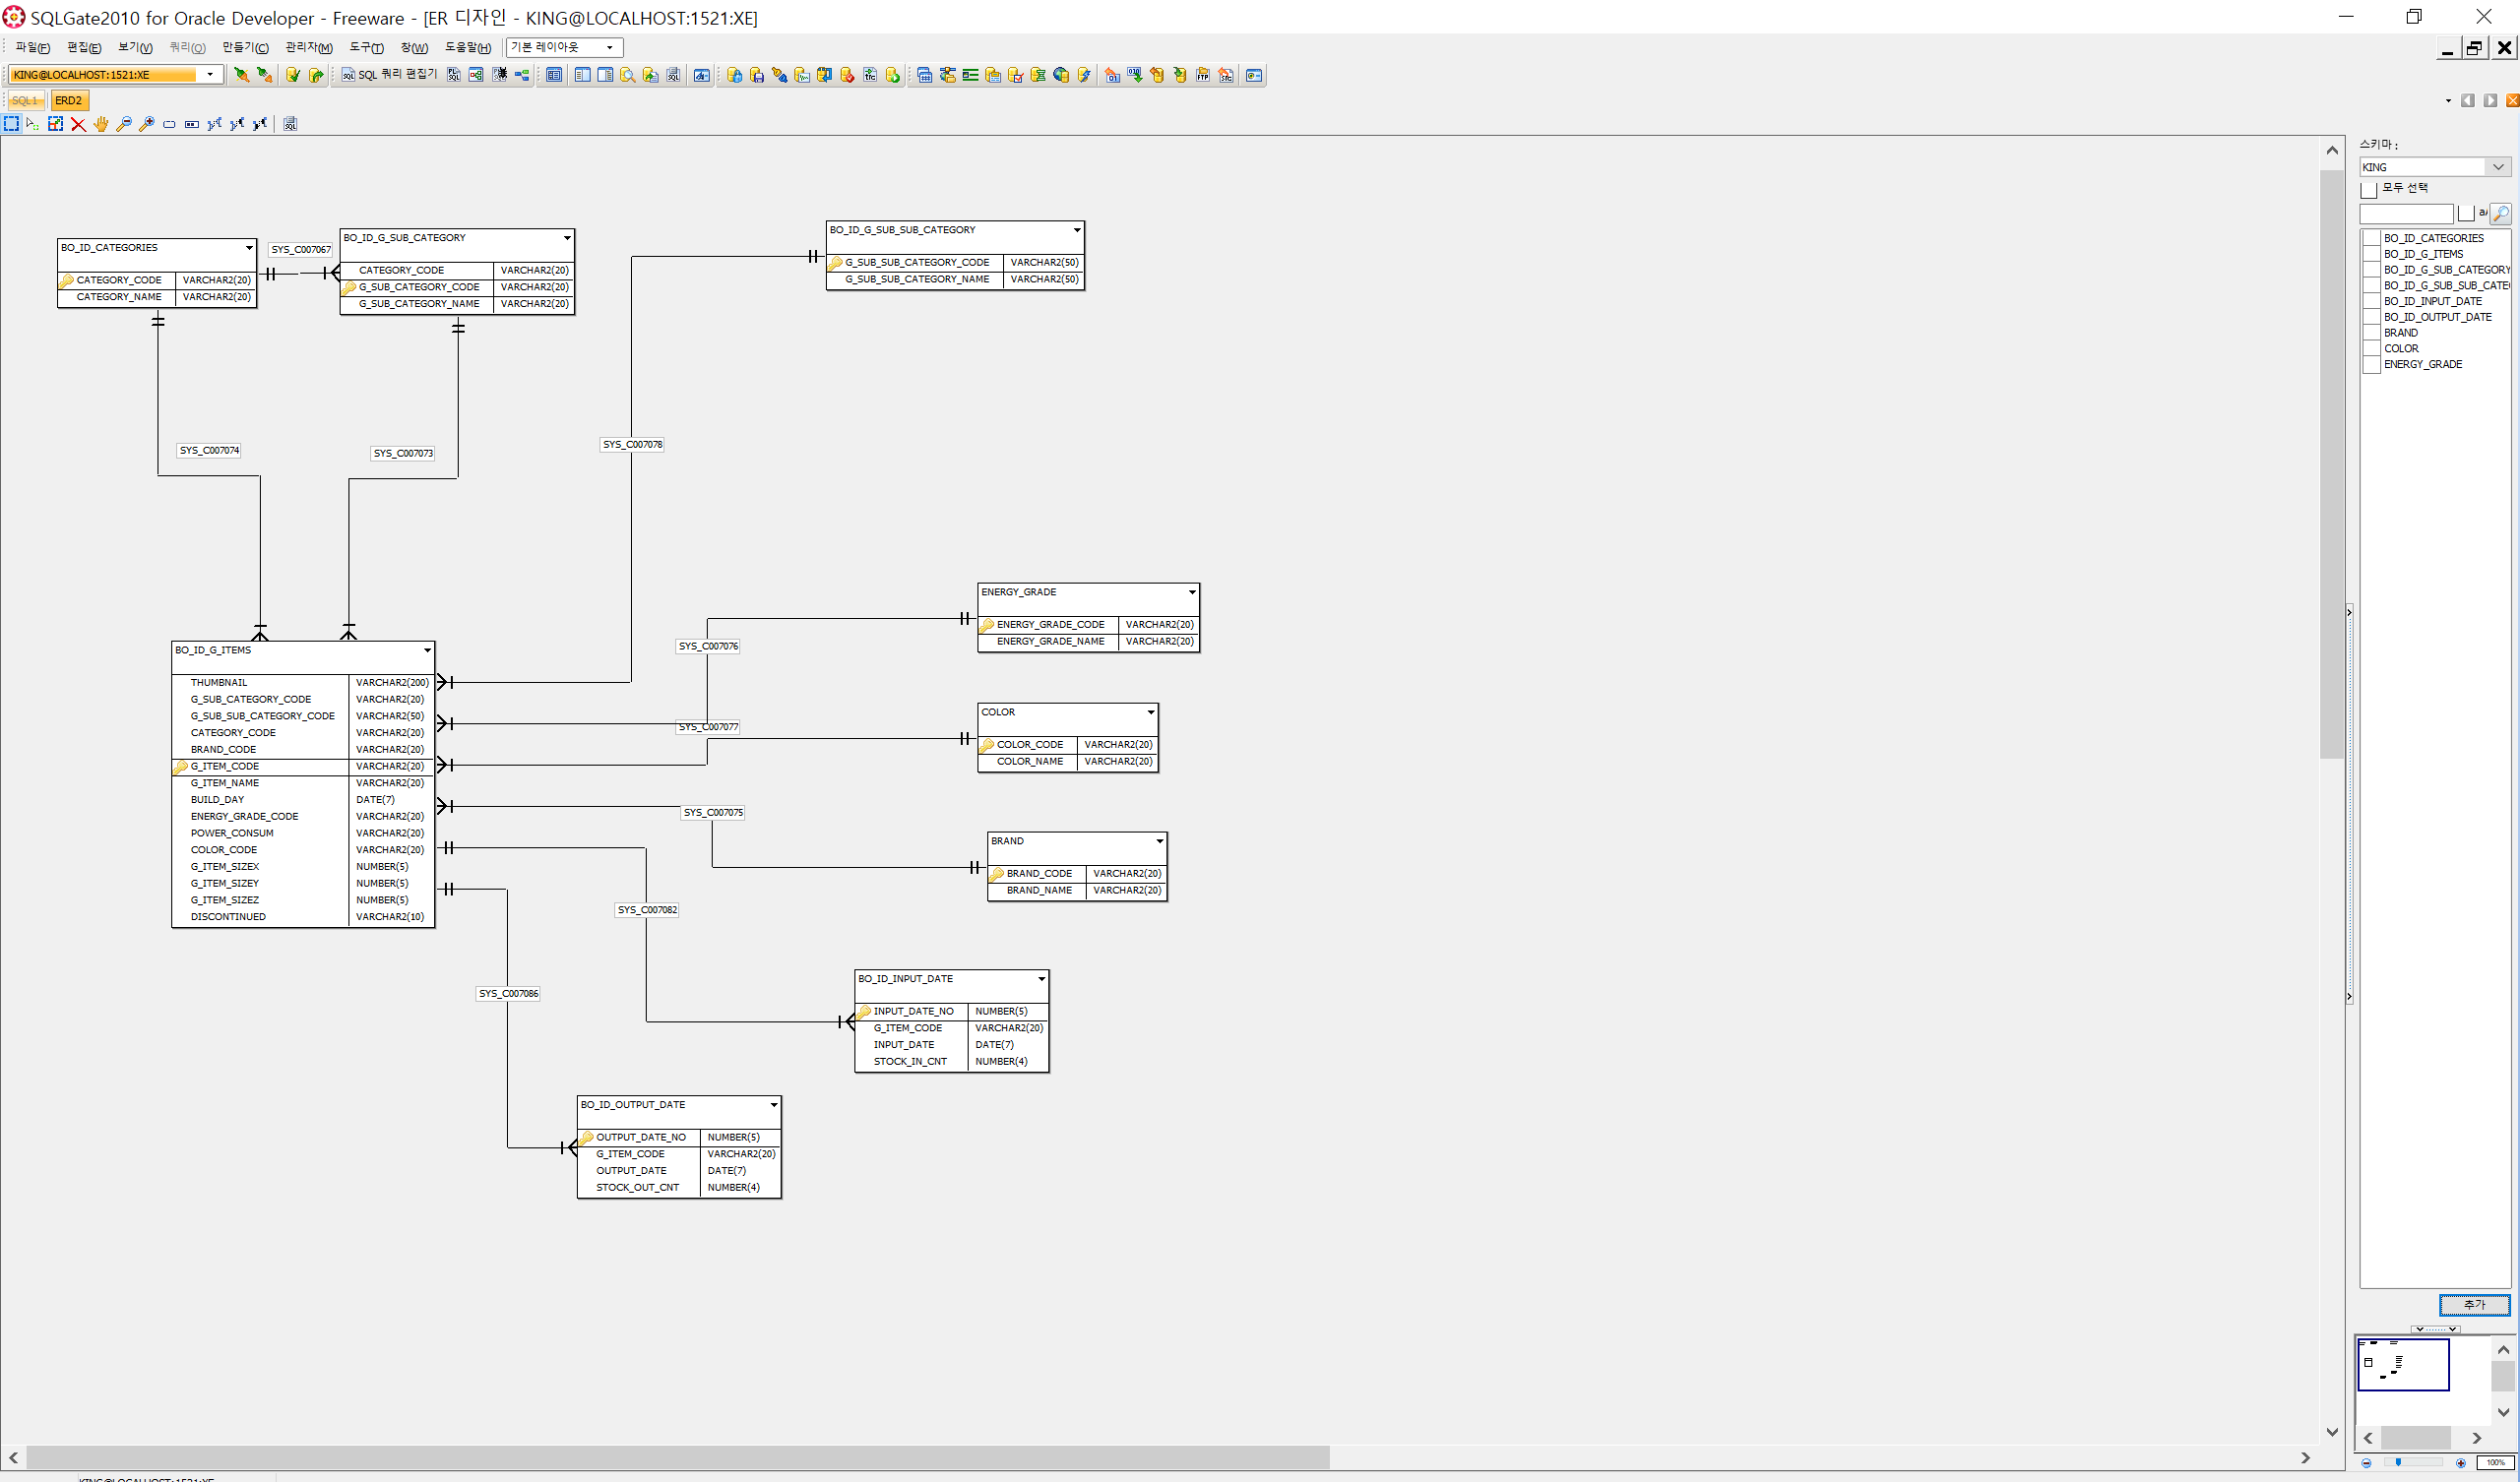 SQLGate2010 for Oracle Developer - Freeware - [ER 디자인 - KING@LOCALHOST:1521:XE]
파일(F) 편집(E) 보기(V) 쿼리(Q) 만들기(C) 관리자(M) 도구(T) 창(W) 도움말(H) 기본 레이아웃
KING@LOCALHOST:1521:XE SQL 쿼리 편집기
SQL1 ERD2
스키마 :
KING
모두 선택
BO_ID_CATEGORIES
BO_ID_G_ITEMS
BO_ID_G_SUB_CATEGORY
BO_ID_G_SUB_SUB_CATE
BO_ID_INPUT_DATE
BO_ID_OUTPUT_DATE
BRAND
COLOR
ENERGY_GRADE
추가
100%
BO_ID_CATEGORIES
CATEGORY_CODE VARCHAR2(20)
CATEGORY_NAME VARCHAR2(20)
SYS_C007067
BO_ID_G_SUB_CATEGORY
CATEGORY_CODE VARCHAR2(20)
G_SUB_CATEGORY_CODE VARCHAR2(20)
G_SUB_CATEGORY_NAME VARCHAR2(20)
BO_ID_G_SUB_SUB_CATEGORY
G_SUB_SUB_CATEGORY_CODE VARCHAR2(50)
G_SUB_SUB_CATEGORY_NAME VARCHAR2(50)
SYS_C007074
SYS_C007073
SYS_C007078
ENERGY_GRADE
ENERGY_GRADE_CODE VARCHAR2(20)
ENERGY_GRADE_NAME VARCHAR2(20)
SYS_C007076
BO_ID_G_ITEMS
THUMBNAIL VARCHAR2(200)
G_SUB_CATEGORY_CODE VARCHAR2(20)
G_SUB_SUB_CATEGORY_CODE VARCHAR2(50)
CATEGORY_CODE VARCHAR2(20)
BRAND_CODE VARCHAR2(20)
G_ITEM_CODE VARCHAR2(20)
G_ITEM_NAME VARCHAR2(20)
BUILD_DAY DATE(7)
ENERGY_GRADE_CODE VARCHAR2(20)
POWER_CONSUM VARCHAR2(20)
COLOR_CODE VARCHAR2(20)
G_ITEM_SIZEX NUMBER(5)
G_ITEM_SIZEY NUMBER(5)
G_ITEM_SIZEZ NUMBER(5)
DISCONTINUED VARCHAR2(10)
SYS_C007077
COLOR
COLOR_CODE VARCHAR2(20)
COLOR_NAME VARCHAR2(20)
SYS_C007075
BRAND
BRAND_CODE VARCHAR2(20)
BRAND_NAME VARCHAR2(20)
SYS_C007082
BO_ID_INPUT_DATE
INPUT_DATE_NO NUMBER(5)
G_ITEM_CODE VARCHAR2(20)
INPUT_DATE DATE(7)
STOCK_IN_CNT NUMBER(4)
SYS_C007086
BO_ID_OUTPUT_DATE
OUTPUT_DATE_NO NUMBER(5)
G_ITEM_CODE VARCHAR2(20)
OUTPUT_DATE DATE(7)
STOCK_OUT_CNT NUMBER(4)
KING@LOCALHOST:1521:XE